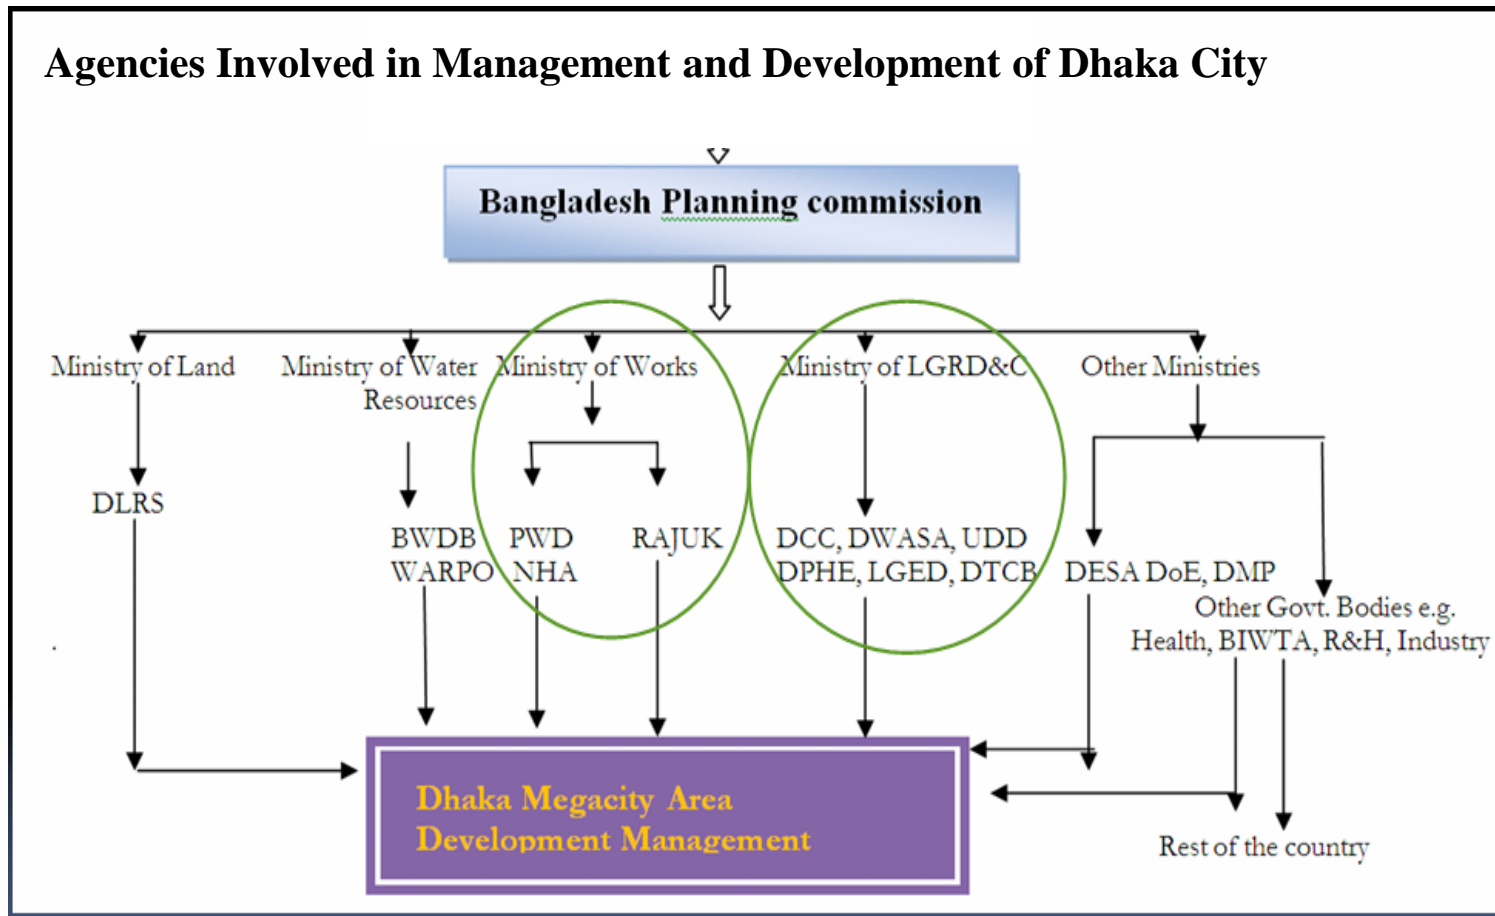 Agencies Involved in Management and Development of Dhaka City
Bangladesh Planning commission
Ministry of Land
Ministry of Water
Resources
Ministry of Works
Ministry of LGRD&C
Other Ministries
DLRS
BWDB
WARPO
PWD
NHA
RAJUK
DCC, DWASA, UDD
DPHE, LGED, DTCB
DESA DoE, DMP
Other Govt. Bodies e.g.
Health, BIWTA, R&H, Industry
Dhaka Megacity Area
Development Management
Rest of the country